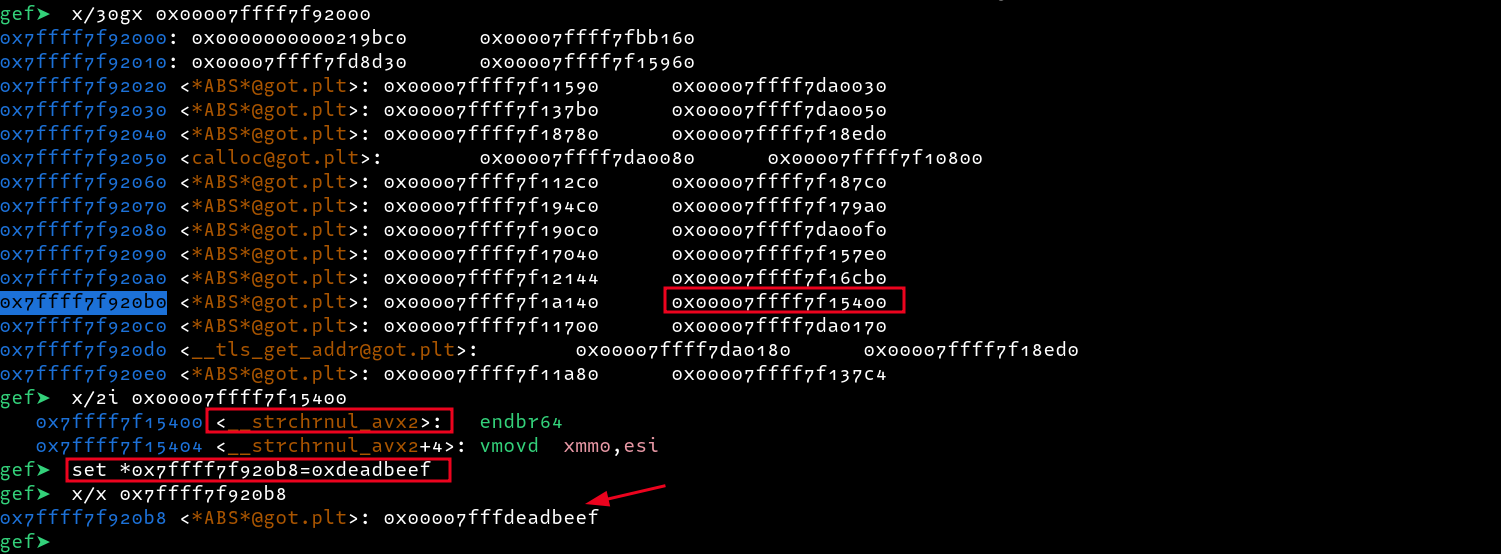 gef➤  x/30gx 0x00007ffff7f92000
0x7ffff7f92000: 0x0000000000219bc0 0x00007ffff7fbb160
0x7ffff7f92010: 0x00007ffff7fd8d30 0x00007ffff7f15960
0x7ffff7f92020 <*ABS*@got.plt>: 0x00007ffff7f11590 0x00007ffff7da0030
0x7ffff7f92030 <*ABS*@got.plt>: 0x00007ffff7f137b0 0x00007ffff7da0050
0x7ffff7f92040 <*ABS*@got.plt>: 0x00007ffff7f18780 0x00007ffff7f18ed0
0x7ffff7f92050 <calloc@got.plt>: 0x00007ffff7da0080 0x00007ffff7f10800
0x7ffff7f92060 <*ABS*@got.plt>: 0x00007ffff7f112c0 0x00007ffff7f187c0
0x7ffff7f92070 <*ABS*@got.plt>: 0x00007ffff7f194c0 0x00007ffff7f179a0
0x7ffff7f92080 <*ABS*@got.plt>: 0x00007ffff7f190c0 0x00007ffff7da00f0
0x7ffff7f92090 <*ABS*@got.plt>: 0x00007ffff7f17040 0x00007ffff7f157e0
0x7ffff7f920a0 <*ABS*@got.plt>: 0x00007ffff7f12144 0x00007ffff7f16cb0
0x7ffff7f920b0 <*ABS*@got.plt>: 0x00007ffff7f1a140 0x00007ffff7f15400
0x7ffff7f920c0 <*ABS*@got.plt>: 0x00007ffff7f11700 0x00007ffff7da0170
0x7ffff7f920d0 <__tls_get_addr@got.plt>: 0x00007ffff7da0180 0x00007ffff7f18ed0
0x7ffff7f920e0 <*ABS*@got.plt>: 0x00007ffff7f11a80 0x00007ffff7f137c4
gef➤  x/2i 0x00007ffff7f15400
0x7ffff7f15400 <__strchrnul_avx2>: endbr64
0x7ffff7f15404 <__strchrnul_avx2+4>: vmovd xmm0,esi
gef➤  set *0x7ffff7f920b8=0xdeadbeef
gef➤  x/x 0x7ffff7f920b8
0x7ffff7f920b8 <*ABS*@got.plt>: 0x00007fffdeadbeef
gef➤